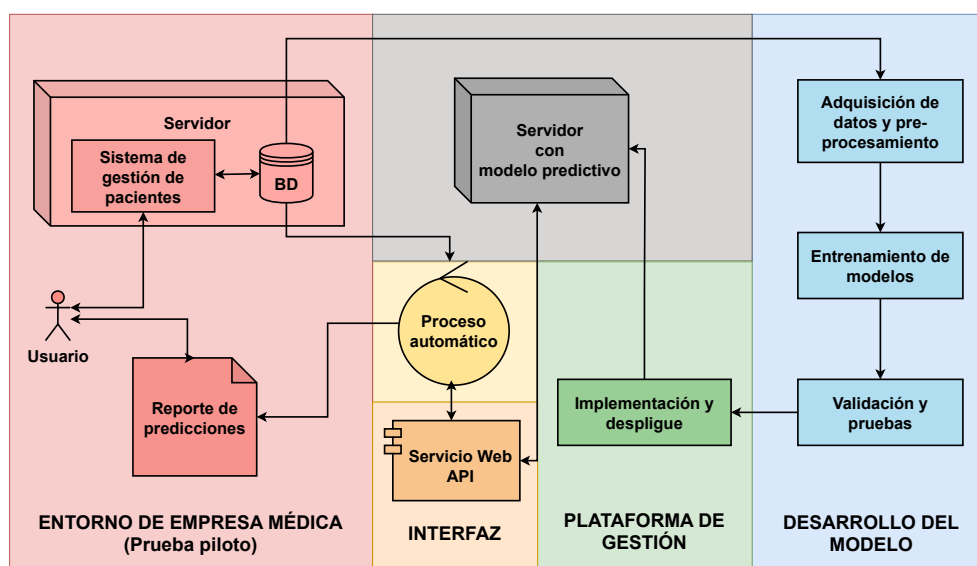 Servidor
Sistema de
gestión de
pacientes
BD
Usuario
Reporte de
predicciones
ENTORNO DE EMPRESA MÉDICA
(Prueba piloto)
Servidor
con
modelo predictivo
Proceso
automático
Servicio Web
API
INTERFAZ
Implementación y
despligue
PLATAFORMA DE
GESTIÓN
Adquisición de
datos y pre-
procesamiento
Entrenamiento de
modelos
Validación y
pruebas
DESARROLLO DEL
MODELO